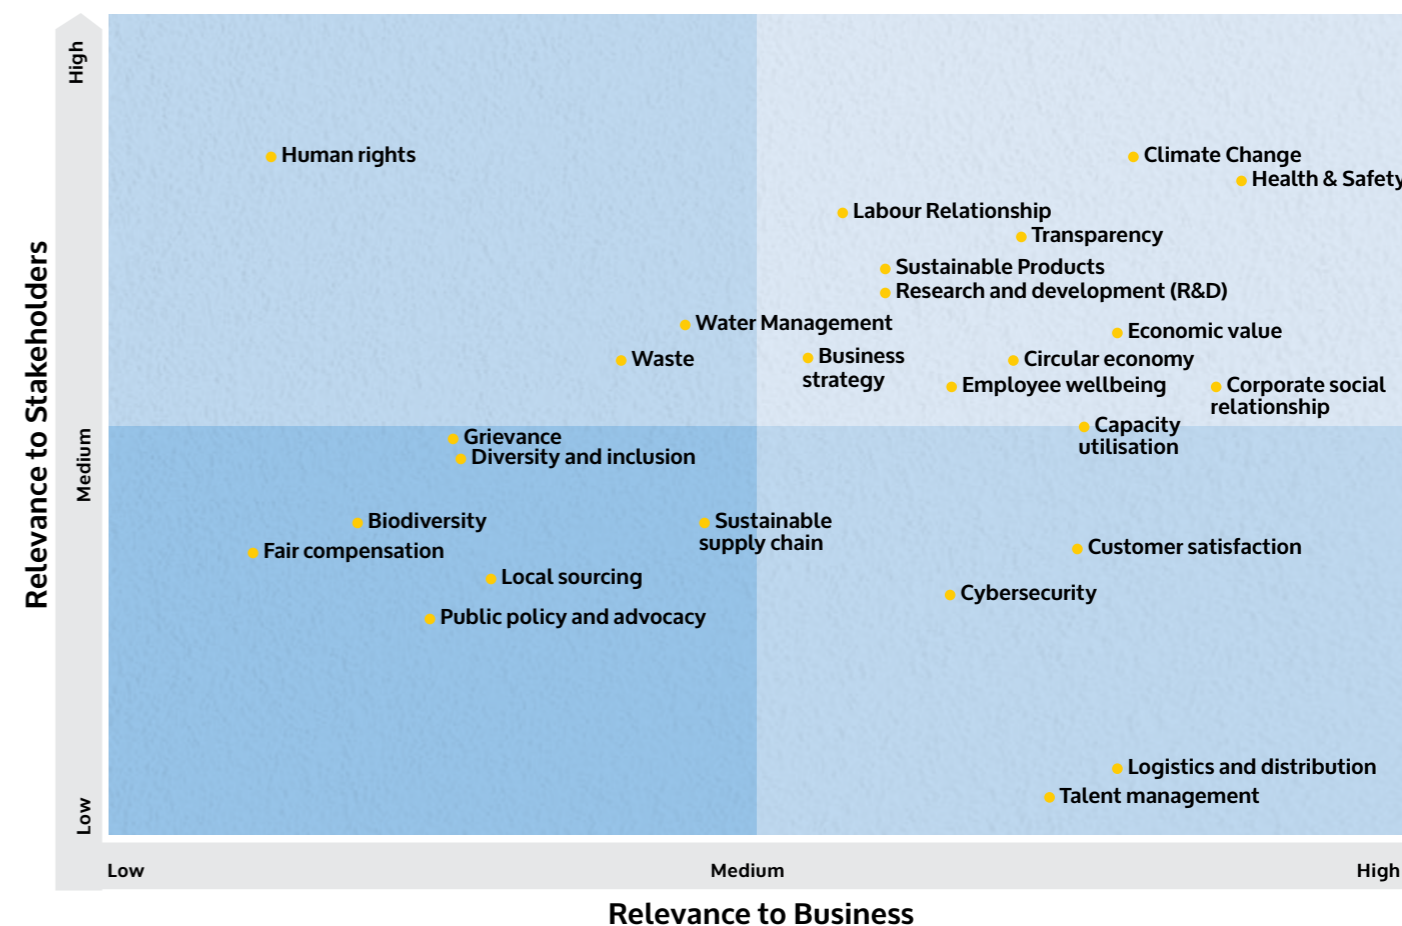 High
Human rights
Climate Change
Health & Safety
Labour Relationship
Transparency
Sustainable Products
Research and development (R&D)
Water Management
Economic value
Waste
Business
strategy
Circular economy
Employee wellbeing
Corporate social
relationship
Relevance to Stakeholders
Medium
Capacity
utilisation
Grievance
Diversity and inclusion
Biodiversity
Sustainable
supply chain
Fair compensation
Customer satisfaction
Local sourcing
Cybersecurity
Public policy and advocacy
Logistics and distribution
Talent management
Low
Low
Medium
High
Relevance to Business